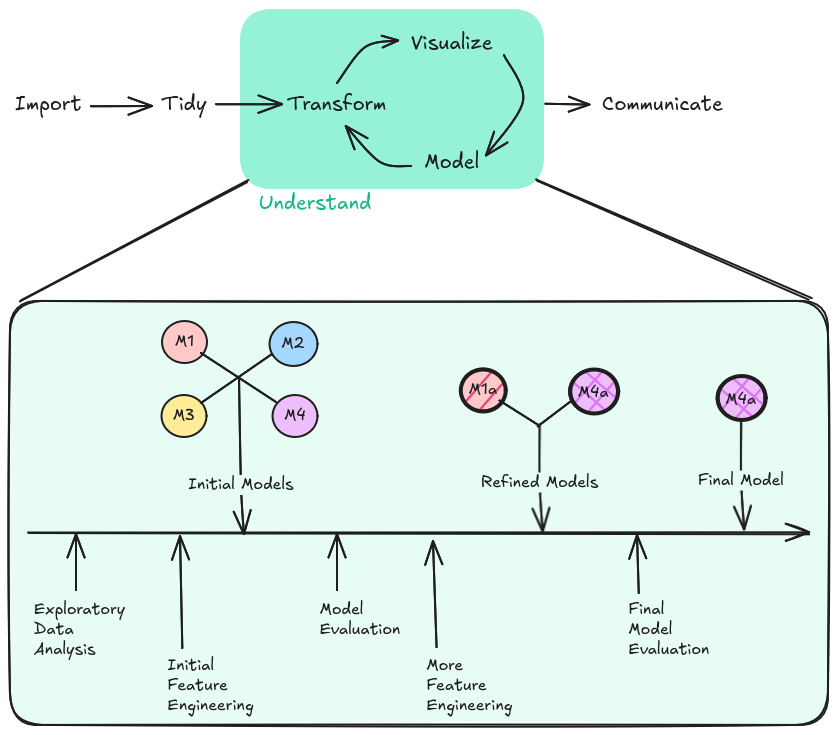 Visualize
Import
Tidy
Transform
Communicate
Model
Understand
M1
M2
M3
M4
M1a
M4a
M4a
Initial Models
Refined Models
Final Model
Exploratory
Data
Analysis
Initial
Feature
Engineering
Model
Evaluation
More
Feature
Engineering
Final
Model
Evaluation